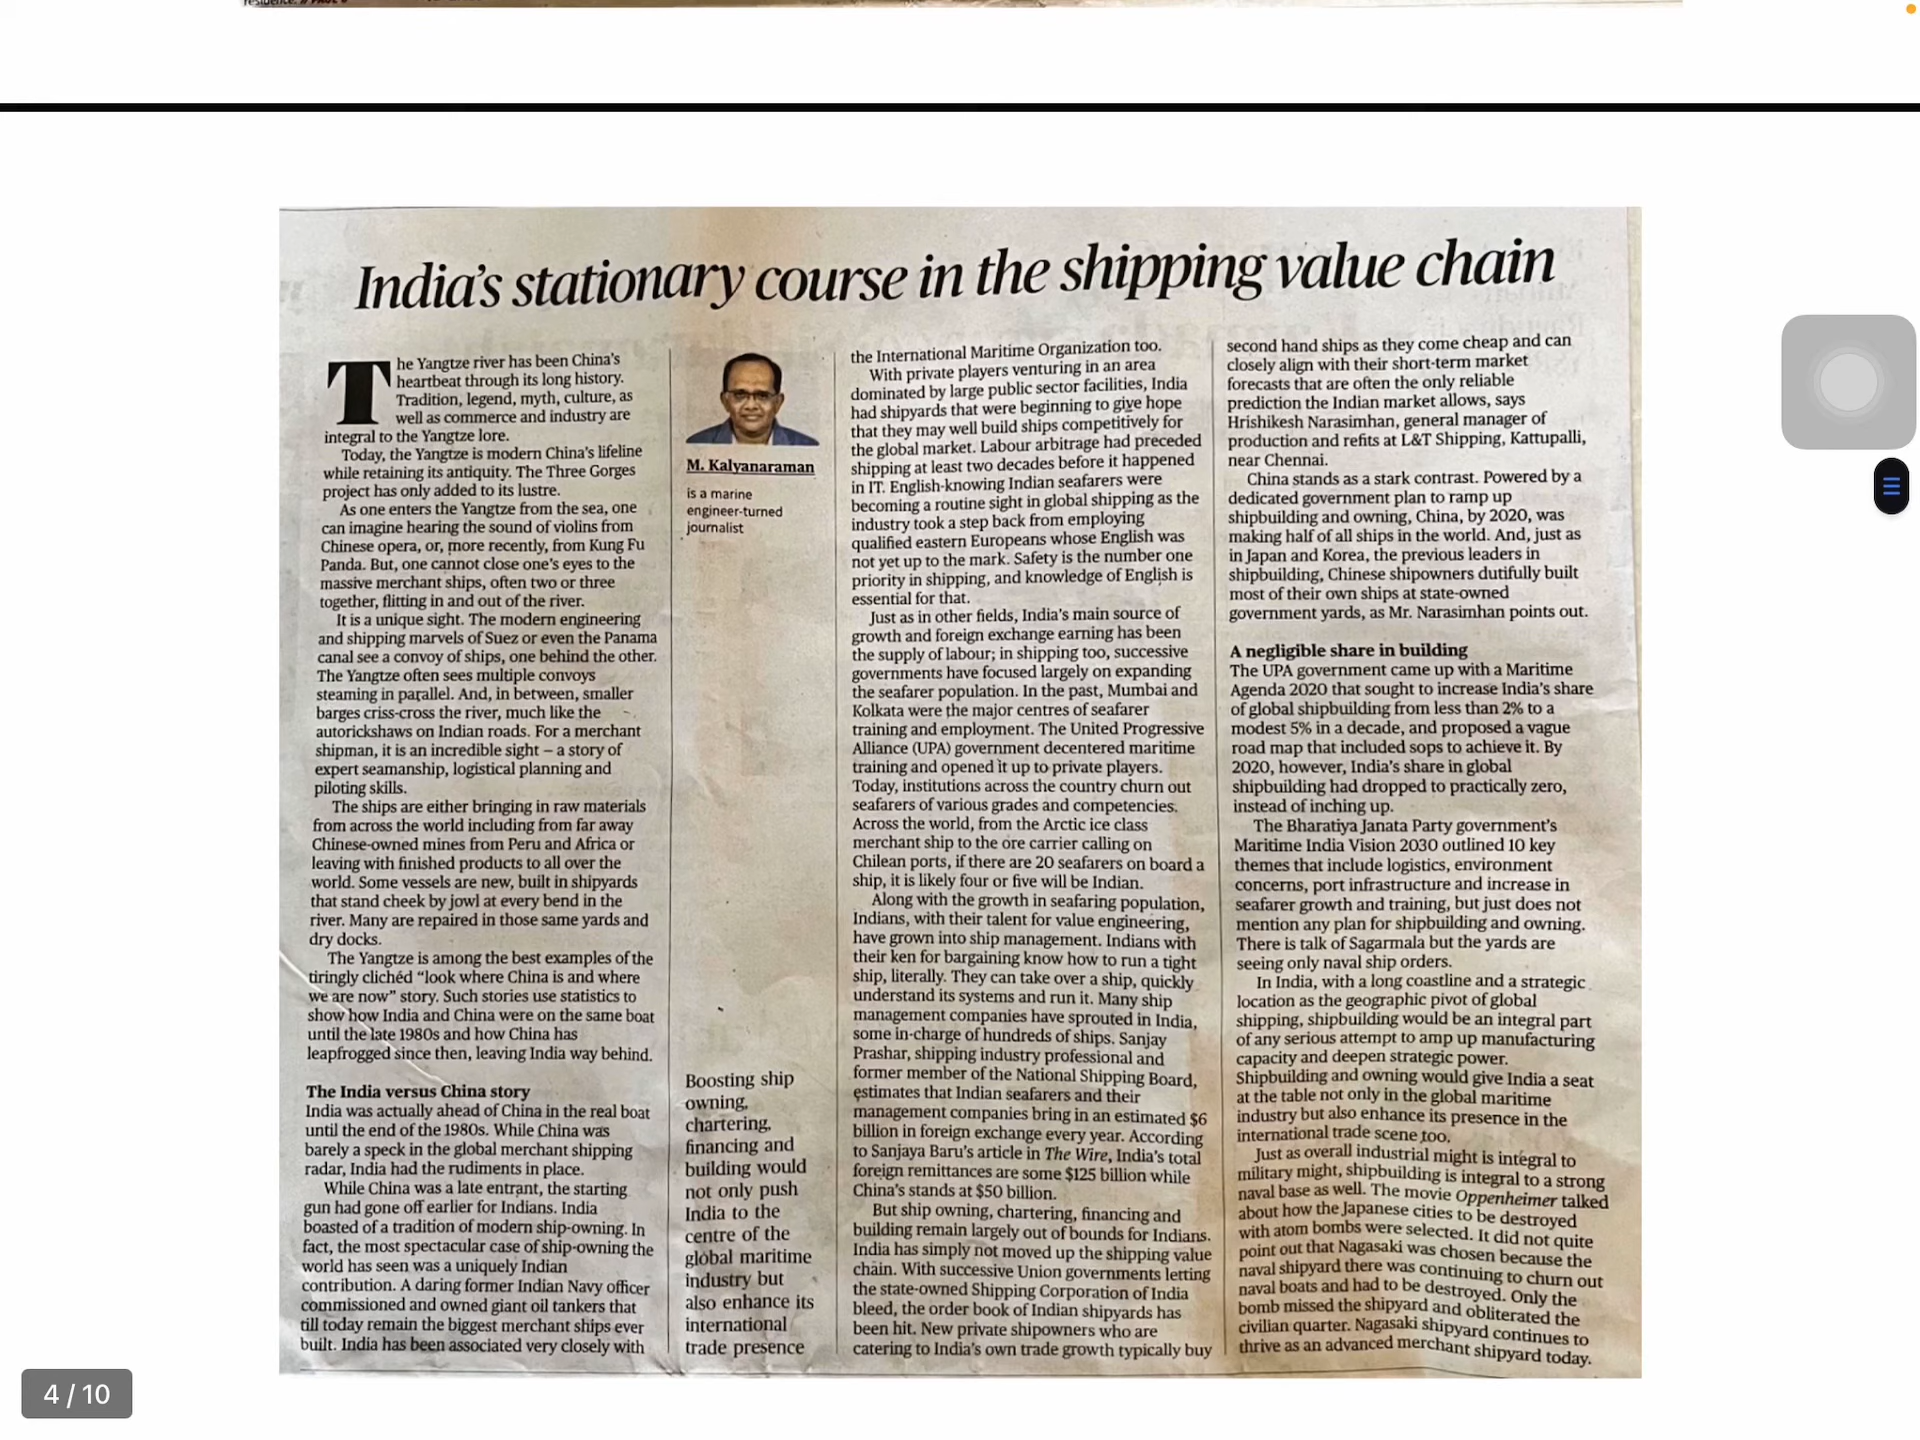 India's stationary course in the shipping value chain
The Yangtze river has been China's
heartbeat through its long history.
Tradition, legend, myth, culture, as
well as commerce and industry are
integral to the Yangtze lore.
Today, the Yangtze is modern China's lifeline
while retaining its antiquity. The Three Gorges
project has only added to its lustre.
As one enters the Yangtze from the sea, one
can imagine hearing the sound of violins from
Chinese opera, or, more recently, from Kung Fu
Panda. But, one cannot close one's eyes to the
massive merchant ships, often two or three
together, flitting in and out of the river.
It is a unique sight. The modern engineering
and shipping marvels of Suez or even the Panama
canal see a convoy of ships, one behind the other.
The Yangtze often sees multiple convoys
steaming in parallel. And, in between, smaller
barges criss-cross the river, much like the
autorickshaws on Indian roads. For a merchant
shipman, it is an incredible sight – a story of
expert seamanship, logistical planning and
piloting skills.
The ships are either bringing in raw materials
from across the world including from far away
Chinese-owned mines from Peru and Africa or
leaving with finished products to all over the
world. Some vessels are new, built in shipyards
that stand cheek by jowl at every bend in the
river. Many are repaired in those same yards and
dry docks.
The Yangtze is among the best examples of the
tiringly clichéd “look where China is and where
we are now” story. Such stories use statistics to
show how India and China were on the same boat
until the late 1980s and how China has
leapfrogged since then, leaving India way behind.
The India versus China story
India was actually ahead of China in the real boat
until the end of the 1980s. While China was
barely a speck in the global merchant shipping
radar, India had the rudiments in place.
While China was a late entrant, the starting
gun had gone off earlier for Indians. India
boasted of a tradition of modern ship-owning. In
fact, the most spectacular case of ship-owning the
world has seen was a uniquely Indian
contribution. A daring former Indian Navy officer
commissioned and owned giant oil tankers that
till today remain the biggest merchant ships ever
built. India has been associated very closely with
M. Kalyanaraman
is a marine
engineer-turned
journalist
Boosting ship
owning,
chartering,
financing and
building would
not only push
India to the
centre of the
global maritime
industry but
also enhance its
international
trade presence
the International Maritime Organization too.
With private players venturing in an area
dominated by large public sector facilities, India
had shipyards that were beginning to give hope
that they may well build ships competitively for
the global market. Labour arbitrage had preceded
shipping at least two decades before it happened
in IT. English-knowing Indian seafarers were
becoming a routine sight in global shipping as the
industry took a step back from employing
qualified eastern Europeans whose English was
not yet up to the mark. Safety is the number one
priority in shipping, and knowledge of English is
essential for that.
Just as in other fields, India's main source of
growth and foreign exchange earning has been
the supply of labour; in shipping too, successive
governments have focused largely on expanding
the seafarer population. In the past, Mumbai and
Kolkata were the major centres of seafarer
training and employment. The United Progressive
Alliance (UPA) government decentered maritime
training and opened it up to private players.
Today, institutions across the country churn out
seafarers of various grades and competencies.
Across the world, from the Arctic ice class
merchant ship to the ore carrier calling on
Chilean ports, if there are 20 seafarers on board a
ship, it is likely four or five will be Indian.
Along with the growth in seafaring population,
Indians, with their talent for value engineering,
have grown into ship management. Indians with
their ken for bargaining know how to run a tight
ship, literally. They can take over a ship, quickly
understand its systems and run it. Many ship
management companies have sprouted in India,
some in-charge of hundreds of ships. Sanjay
Prashar, shipping industry professional and
former member of the National Shipping Board,
estimates that Indian seafarers and their
management companies bring in an estimated $6
billion in foreign exchange every year. According
to Sanjaya Baru's article in The Wire, India's total
foreign remittances are some $125 billion while
China's stands at $50 billion.
But ship owning, chartering, financing and
building remain largely out of bounds for Indians.
India has simply not moved up the shipping value
chain. With successive Union governments letting
the state-owned Shipping Corporation of India
bleed, the order book of Indian shipyards has
been hit. New private shipowners who are
catering to India's own trade growth typically buy
second hand ships as they come cheap and can
closely align with their short-term market
forecasts that are often the only reliable
prediction the Indian market allows, says
Hrishikesh Narasimhan, general manager of
production and refits at L&T Shipping, Kattupalli,
near Chennai.
China stands as a stark contrast. Powered by a
dedicated government plan to ramp up
shipbuilding and owning, China, by 2020, was
making half of all ships in the world. And, just as
in Japan and Korea, the previous leaders in
shipbuilding, Chinese shipowners dutifully built
most of their own ships at state-owned
government yards, as Mr. Narasimhan points out.
A negligible share in building
The UPA government came up with a Maritime
Agenda 2020 that sought to increase India's share
of global shipbuilding from less than 2% to a
modest 5% in a decade, and proposed a vague
road map that included sops to achieve it. By
2020, however, India's share in global
shipbuilding had dropped to practically zero,
instead of inching up.
The Bharatiya Janata Party government's
Maritime India Vision 2030 outlined 10 key
themes that include logistics, environment
concerns, port infrastructure and increase in
seafarer growth and training, but just does not
mention any plan for shipbuilding and owning.
There is talk of Sagarmala but the yards are
seeing only naval ship orders.
In India, with a long coastline and a strategic
location as the geographic pivot of global
shipping, shipbuilding would be an integral part
of any serious attempt to amp up manufacturing
capacity and deepen strategic power.
Shipbuilding and owning would give India a seat
at the table not only in the global maritime
industry but also enhance its presence in the
international trade scene too.
Just as overall industrial might is integral to
military might, shipbuilding is integral to a strong
naval base as well. The movie Oppenheimer talked
about how the Japanese cities to be destroyed
with atom bombs were selected. It did not quite
point out that Nagasaki was chosen because the
naval shipyard there was continuing to churn out
naval boats and had to be destroyed. Only the
bomb missed the shipyard and obliterated the
civilian quarter. Nagasaki shipyard continues to
thrive as an advanced merchant shipyard today.
4 / 10